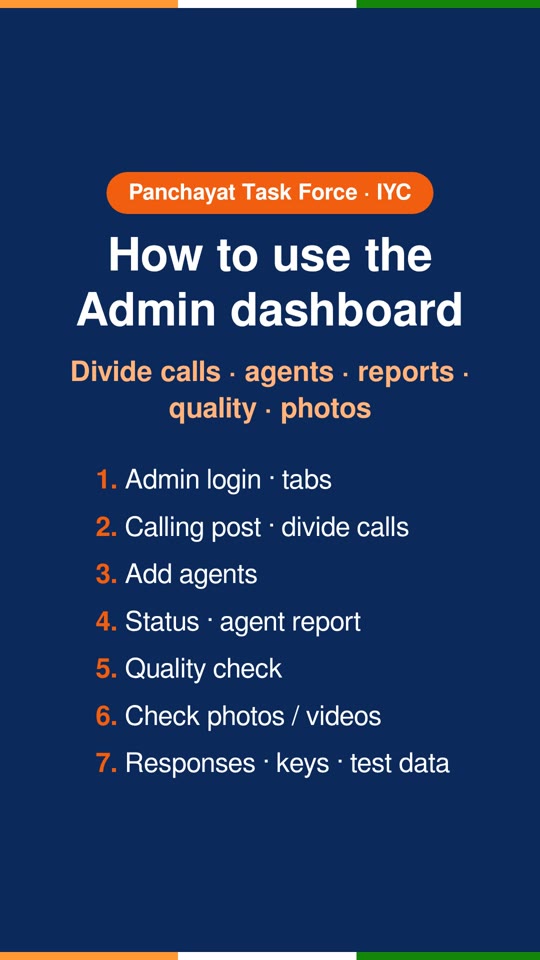 Panchayat Task Force · IYC
How to use the
Admin dashboard
Divide calls · agents · reports ·
quality · photos
1. Admin login · tabs
2. Calling post · divide calls
3. Add agents
4. Status · agent report
5. Quality check
6. Check photos / videos
7. Responses · keys · test data